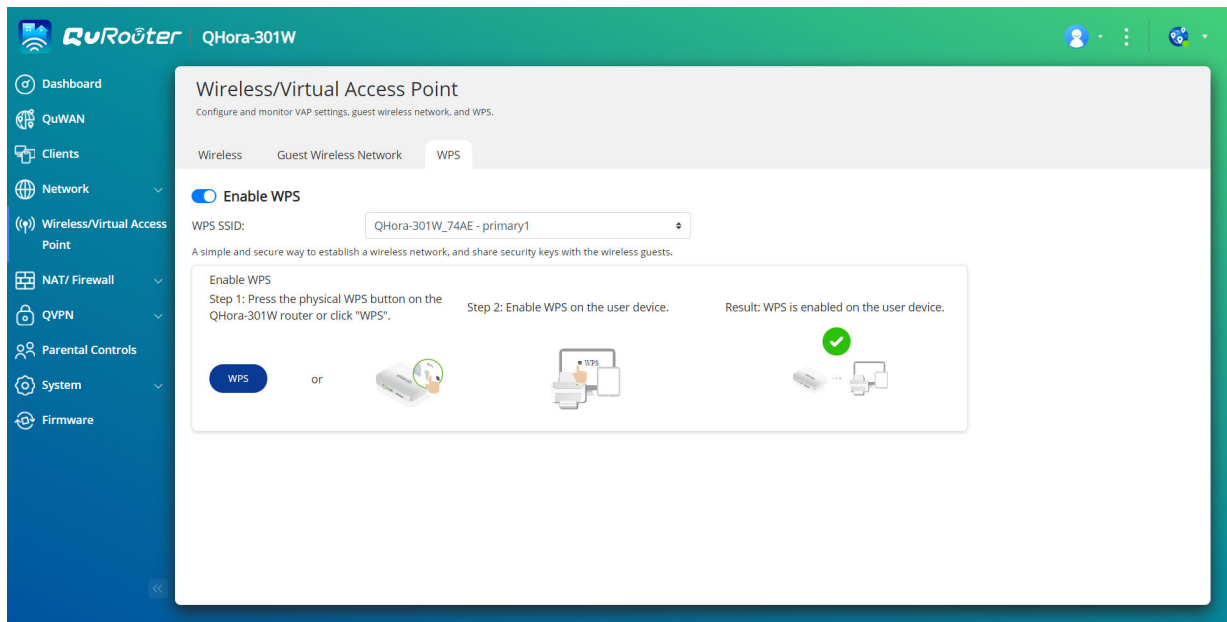 QuRouter QHora-301W
Dashboard
QuWAN
Clients
Network
Wireless/Virtual Access
Point
NAT/ Firewall
QVPN
Parental Controls
System
Firmware
Wireless/Virtual Access Point
Configure and monitor VAP settings, guest wireless network, and WPS.
Wireless Guest Wireless Network WPS
Enable WPS
WPS SSID: QHora-301W_74AE - primary1
A simple and secure way to establish a wireless network, and share security keys with the wireless guests.
Enable WPS
Step 1: Press the physical WPS button on the
QHora-301W router or click "WPS".
Step 2: Enable WPS on the user device.
Result: WPS is enabled on the user device.
WPS or
WPS